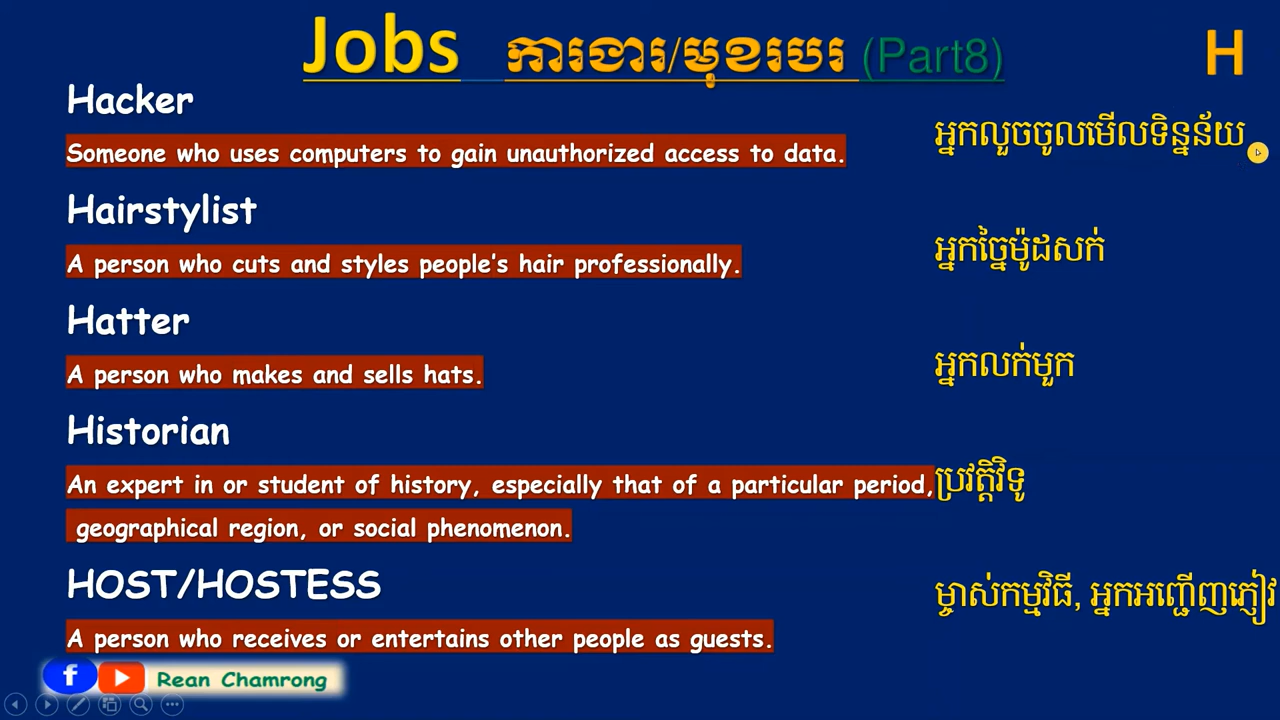 Jobs ការងារ/មុខរបរ (Part8)
H
Hacker
Someone who uses computers to gain unauthorized access to data.
អ្នកលួចចូលមើលទិន្នន័យ
Hairstylist
A person who cuts and styles people's hair professionally.
អ្នកច្នៃម៉ូដសក់
Hatter
A person who makes and sells hats.
អ្នកលក់មួក
Historian
An expert in or student of history, especially that of a particular period,
geographical region, or social phenomenon.
ប្រវត្តិវិទូ
HOST/HOSTESS
A person who receives or entertains other people as guests.
ម្ចាស់កម្មវិធី, អ្នកអញ្ជើញភ្ញៀវ
f Rean Chamrong